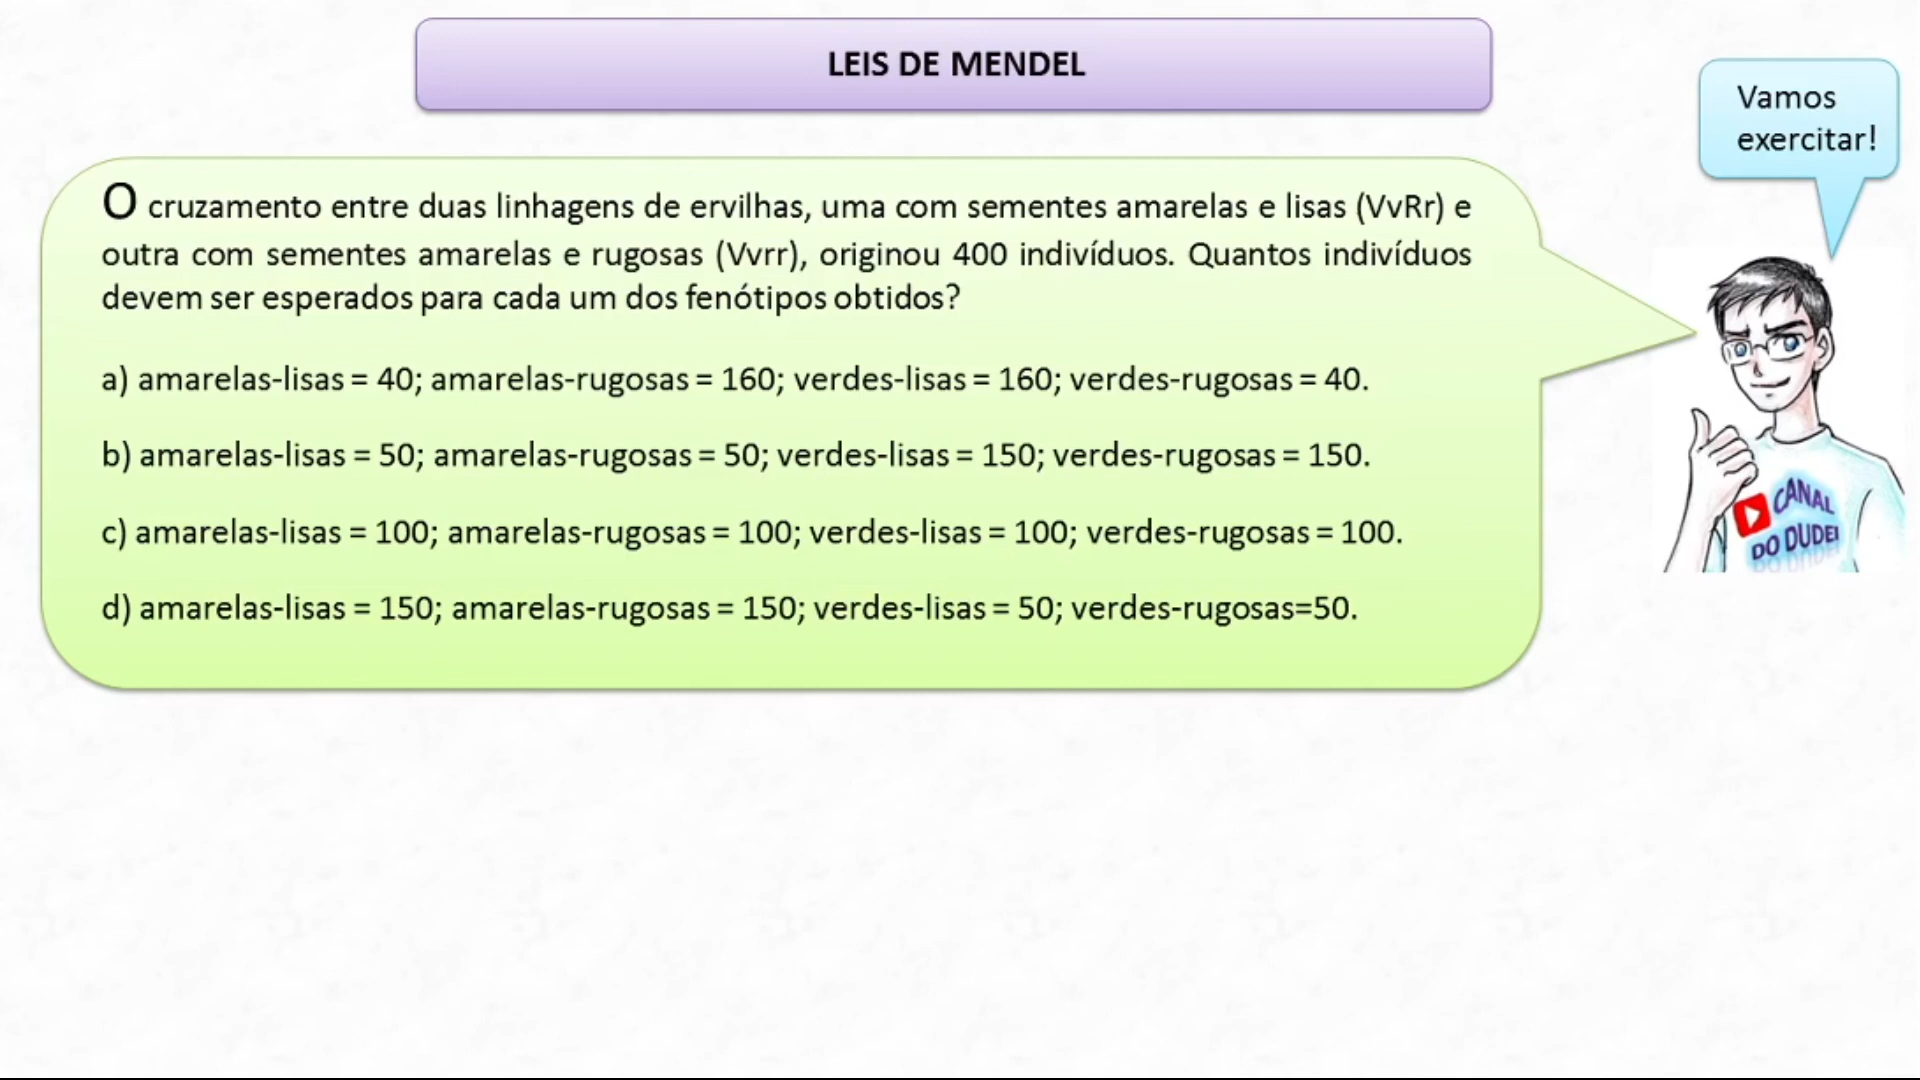 LEIS DE MENDEL
Vamos
exercitar!
O cruzamento entre duas linhagens de ervilhas, uma com sementes amarelas e lisas (VvRr) e
outra com sementes amarelas e rugosas (Vvrr), originou 400 indivíduos. Quantos indivíduos
devem ser esperados para cada um dos fenótipos obtidos?
a) amarelas-lisas = 40; amarelas-rugosas = 160; verdes-lisas = 160; verdes-rugosas = 40.
b) amarelas-lisas = 50; amarelas-rugosas = 50; verdes-lisas = 150; verdes-rugosas = 150.
c) amarelas-lisas = 100; amarelas-rugosas = 100; verdes-lisas = 100; verdes-rugosas = 100.
d) amarelas-lisas = 150; amarelas-rugosas = 150; verdes-lisas = 50; verdes-rugosas=50.
CANAL
DO DUDEI